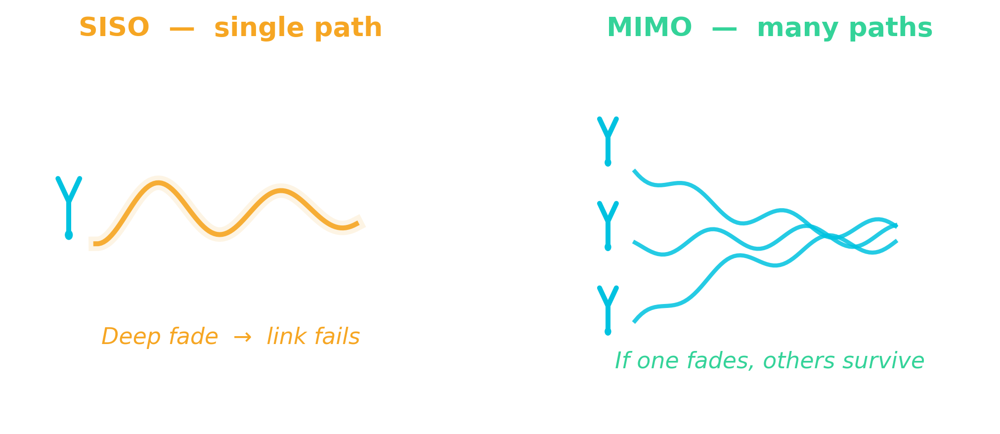 SISO — single path
MIMO — many paths
Deep fade → link fails
If one fades, others survive